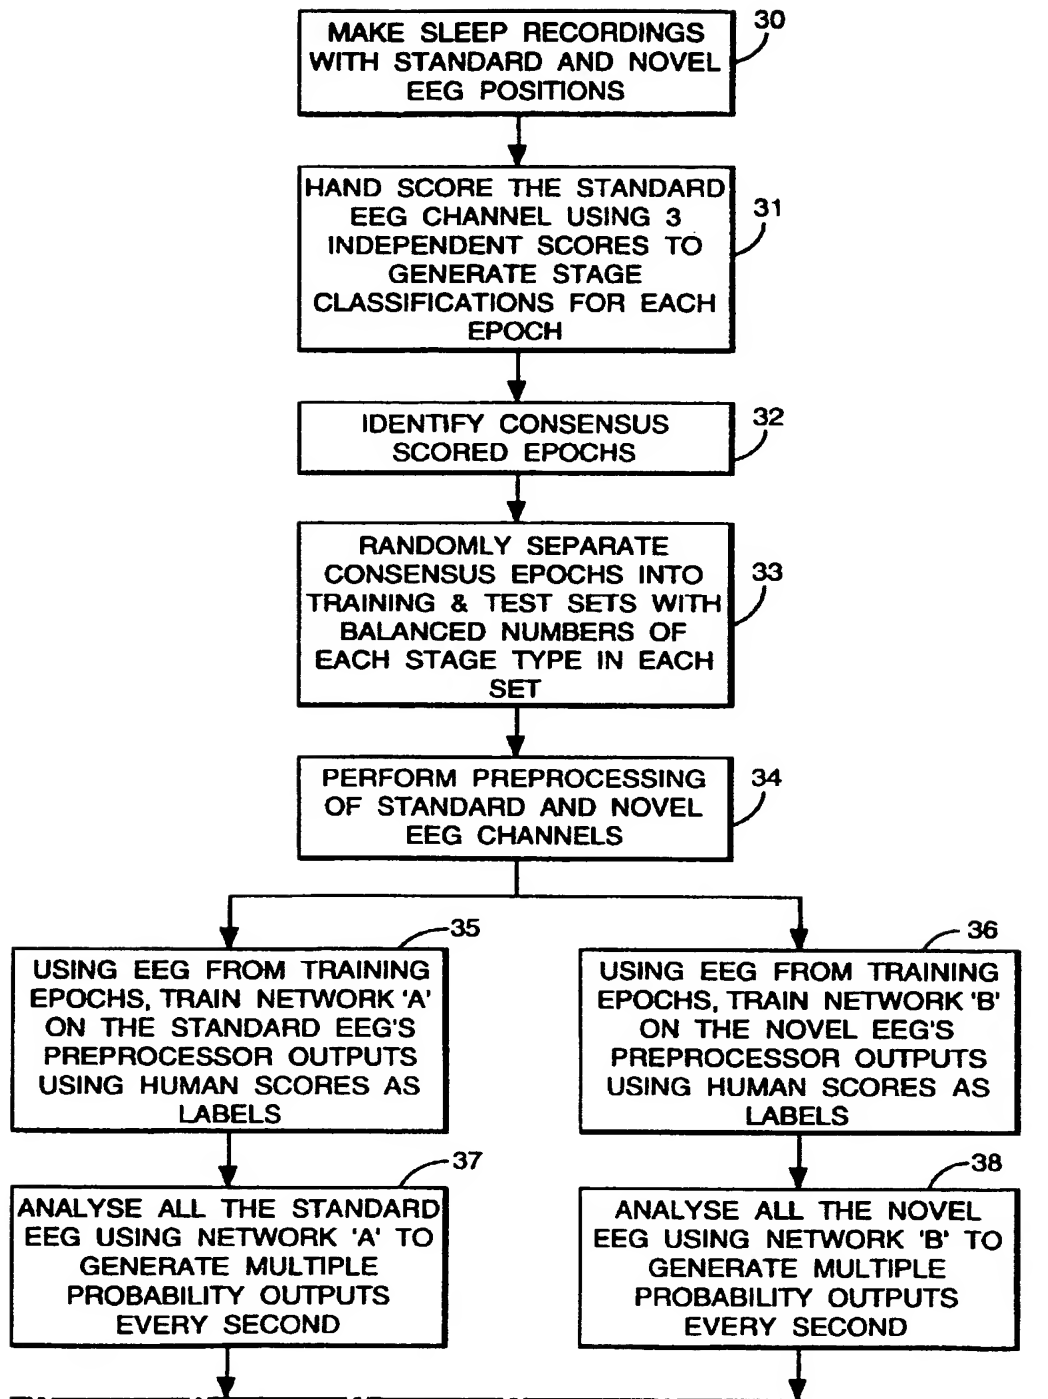 30
MAKE SLEEP RECORDINGS
WITH STANDARD AND NOVEL
EEG POSITIONS
31
HAND SCORE THE STANDARD
EEG CHANNEL USING 3
INDEPENDENT SCORES TO
GENERATE STAGE
CLASSIFICATIONS FOR EACH
EPOCH
32
IDENTIFY CONSENSUS
SCORED EPOCHS
33
RANDOMLY SEPARATE
CONSENSUS EPOCHS INTO
TRAINING & TEST SETS WITH
BALANCED NUMBERS OF
EACH STAGE TYPE IN EACH
SET
34
PERFORM PREPROCESSING
OF STANDARD AND NOVEL
EEG CHANNELS
35
USING EEG FROM TRAINING
EPOCHS, TRAIN NETWORK 'A'
ON THE STANDARD EEG'S
PREPROCESSOR OUTPUTS
USING HUMAN SCORES AS
LABELS
36
USING EEG FROM TRAINING
EPOCHS, TRAIN NETWORK 'B'
ON THE NOVEL EEG'S
PREPROCESSOR OUTPUTS
USING HUMAN SCORES AS
LABELS
37
ANALYSE ALL THE STANDARD
EEG USING NETWORK 'A' TO
GENERATE MULTIPLE
PROBABILITY OUTPUTS
EVERY SECOND
38
ANALYSE ALL THE NOVEL
EEG USING NETWORK 'B' TO
GENERATE MULTIPLE
PROBABILITY OUTPUTS
EVERY SECOND